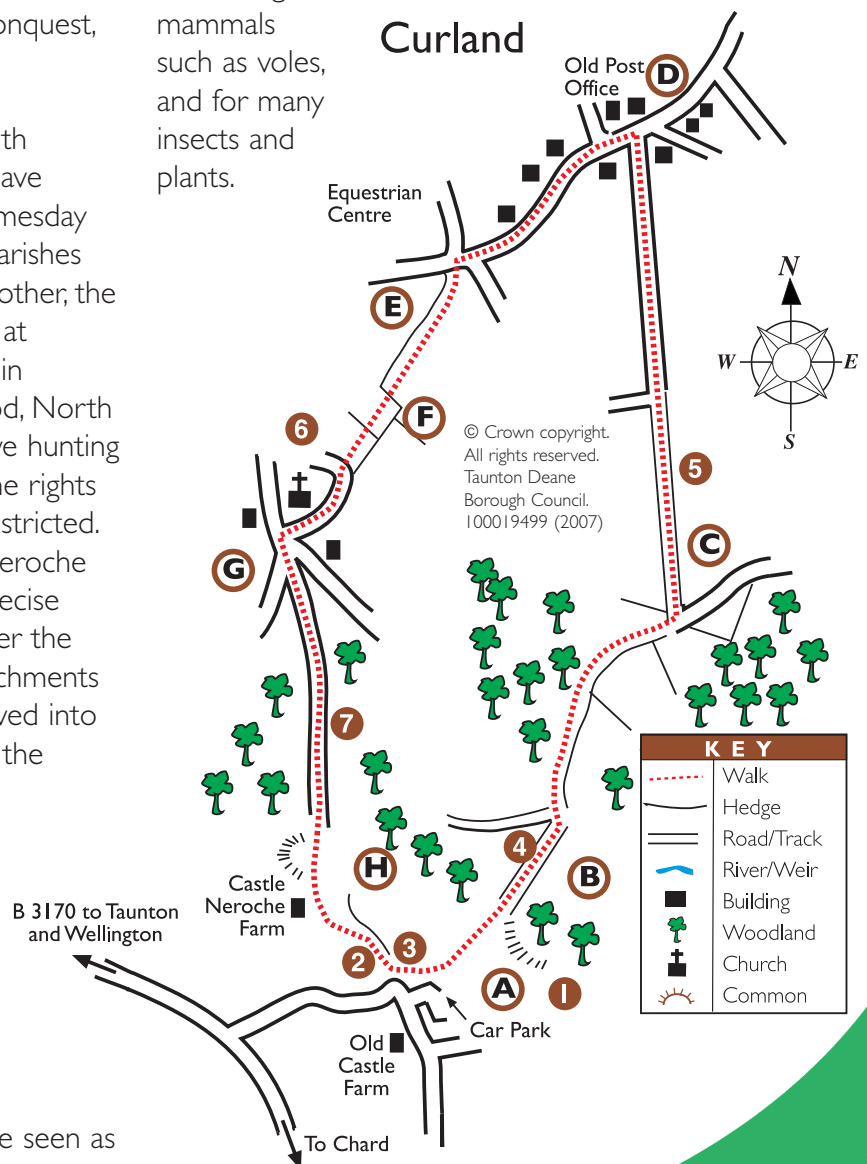 onquest,
th
ave
mesday
arishes
other, the
at
in
od, North
ve hunting
he rights
stricted.
eroche
ecise
er the
chments
ved into
the
mammals
such as voles,
and for many
insects and
plants.
Curland
Old Post
Office
D
Equestrian
Centre
E
F
6
N
W
E
S
© Crown copyright.
All rights reserved.
Taunton Deane
Borough Council.
100019499 (2007)
5
C
G
7
H
4
B
Castle
Neroche
Farm
B 3170 to Taunton
and Wellington
2
3
A
1
Car Park
Old
Castle
Farm
To Chard
KEY
Walk
Hedge
Road/Track
River/Weir
Building
Woodland
Church
Common
e seen as